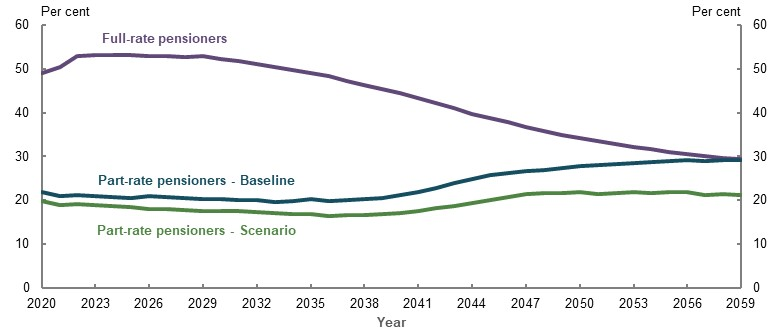 Per cent Per cent
60 60
Full-rate pensioners
50 50
40 40
30 30
Part-rate pensioners - Baseline
20 20
Part-rate pensioners - Scenario
10 10
0 0
2020 2023 2026 2029 2032 2035 2038 2041 2044 2047 2050 2053 2056 2059
Year